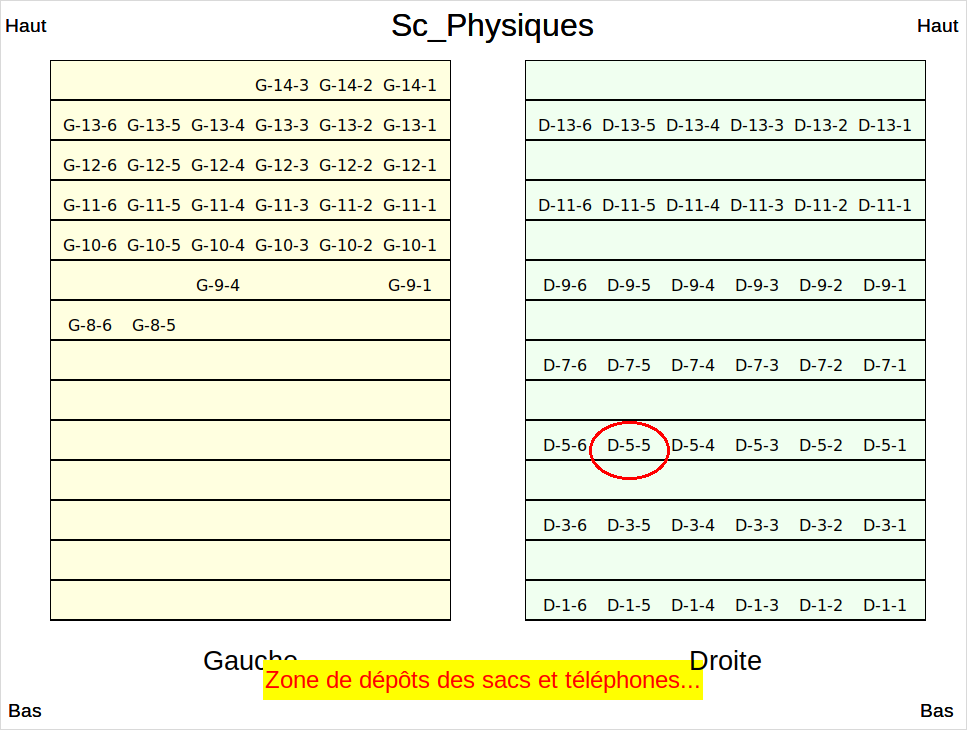 Haut Sc_Physiques Haut
G-14-3 G-14-2 G-14-1
G-13-6 G-13-5 G-13-4 G-13-3 G-13-2 G-13-1 D-13-6 D-13-5 D-13-4 D-13-3 D-13-2 D-13-1
G-12-6 G-12-5 G-12-4 G-12-3 G-12-2 G-12-1
G-11-6 G-11-5 G-11-4 G-11-3 G-11-2 G-11-1 D-11-6 D-11-5 D-11-4 D-11-3 D-11-2 D-11-1
G-10-6 G-10-5 G-10-4 G-10-3 G-10-2 G-10-1
G-9-4 G-9-1 D-9-6 D-9-5 D-9-4 D-9-3 D-9-2 D-9-1
G-8-6 G-8-5
D-7-6 D-7-5 D-7-4 D-7-3 D-7-2 D-7-1
D-5-6 D-5-5 D-5-4 D-5-3 D-5-2 D-5-1
D-3-6 D-3-5 D-3-4 D-3-3 D-3-2 D-3-1
D-1-6 D-1-5 D-1-4 D-1-3 D-1-2 D-1-1
Gauche Droite
Zone de dépôts des sacs et téléphones...
Bas Bas